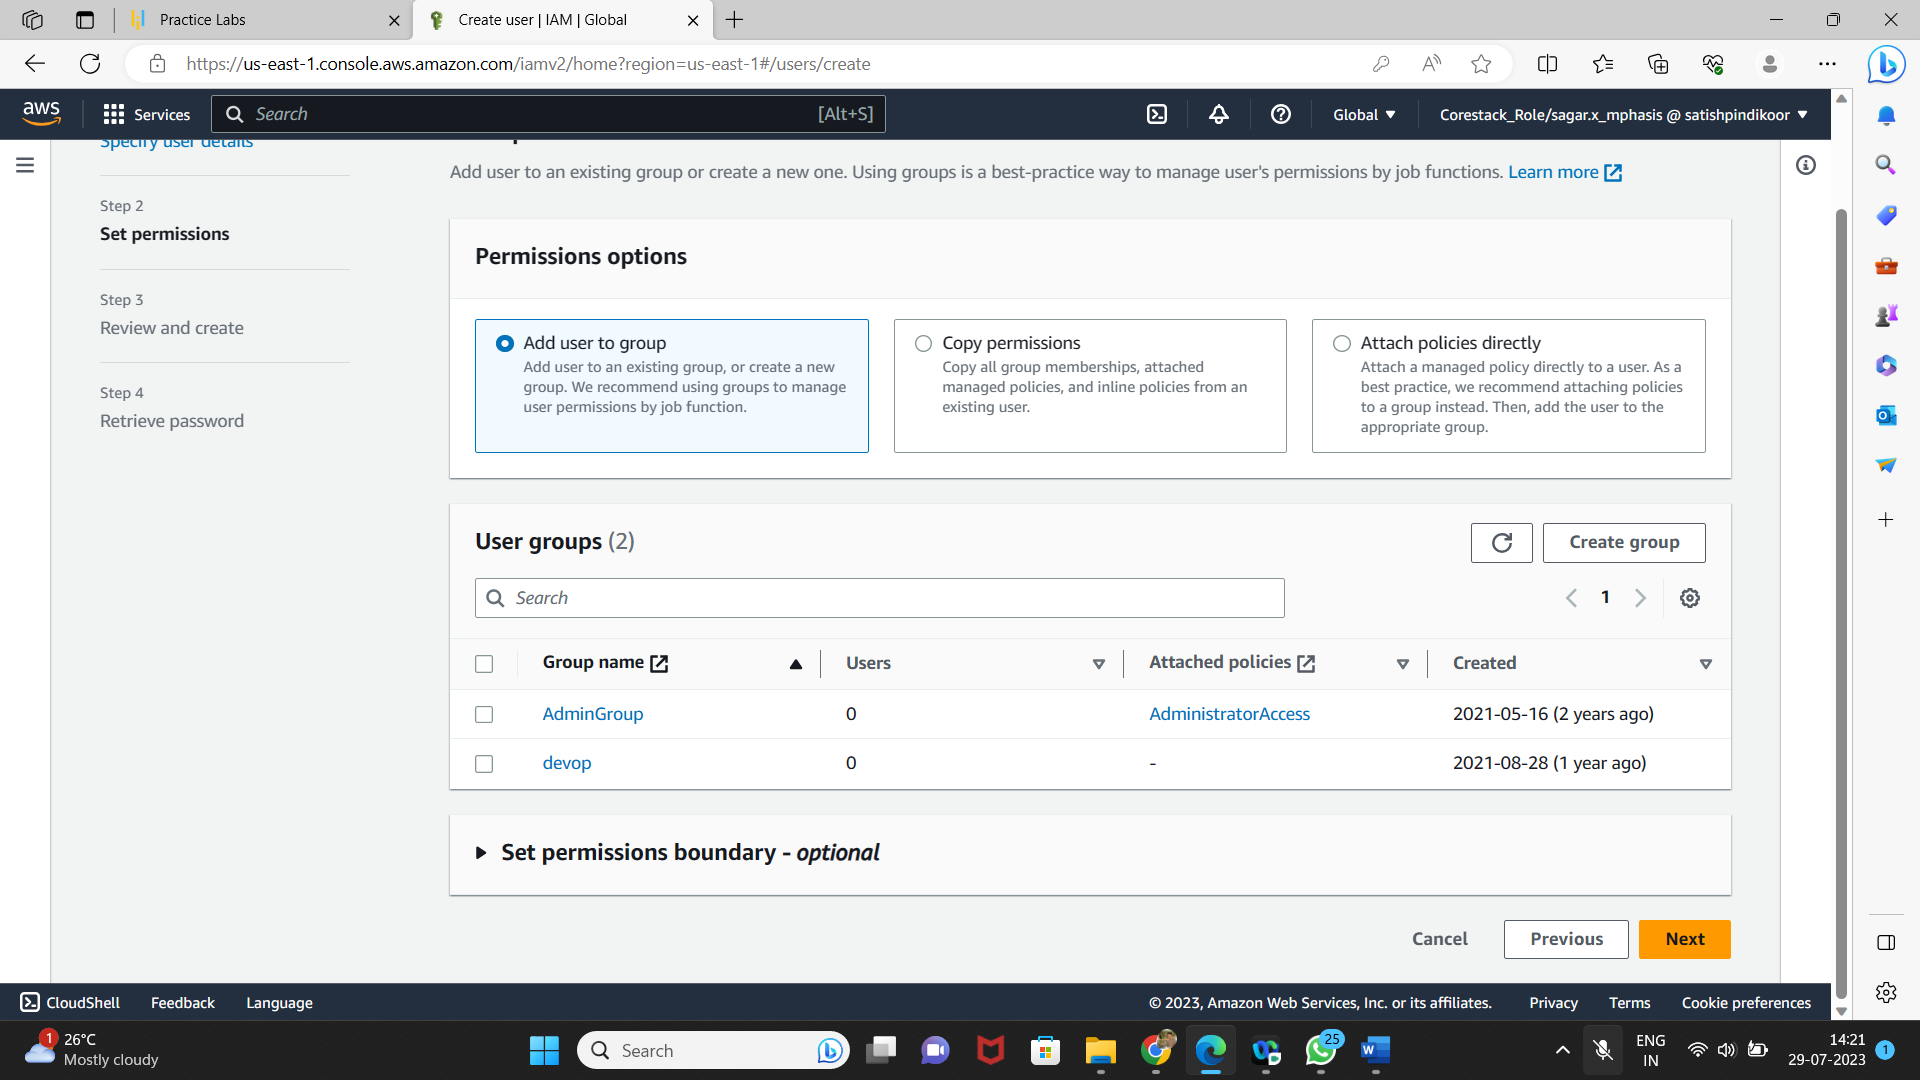 Practice Labs
Create user | IAM | Global
https://us-east-1.console.aws.amazon.com/iamv2/home?region=us-east-1#/users/create
aws
Services
Search
[Alt+S]
Global
Corestack_Role/sagar.x_mphasis @ satishpindikoor
Specify user details
Step 2
Set permissions
Step 3
Review and create
Step 4
Retrieve password
Add user to an existing group or create a new one. Using groups is a best-practice way to manage user's permissions by job functions. Learn more
Permissions options
Add user to group
Add user to an existing group, or create a new
group. We recommend using groups to manage
user permissions by job function.
Copy permissions
Copy all group memberships, attached
managed policies, and inline policies from an
existing user.
Attach policies directly
Attach a managed policy directly to a user. As a
best practice, we recommend attaching policies
to a group instead. Then, add the user to the
appropriate group.
User groups (2)
Create group
Search
1
Group name Users Attached policies Created
AdminGroup 0 AdministratorAccess 2021-05-16 (2 years ago)
devop 0 - 2021-08-28 (1 year ago)
Set permissions boundary - optional
Cancel Previous Next
CloudShell Feedback Language
© 2023, Amazon Web Services, Inc. or its affiliates. Privacy Terms Cookie preferences
1
26°C
Mostly cloudy
Search
25
W
ENG
IN
14:21
29-07-2023
1